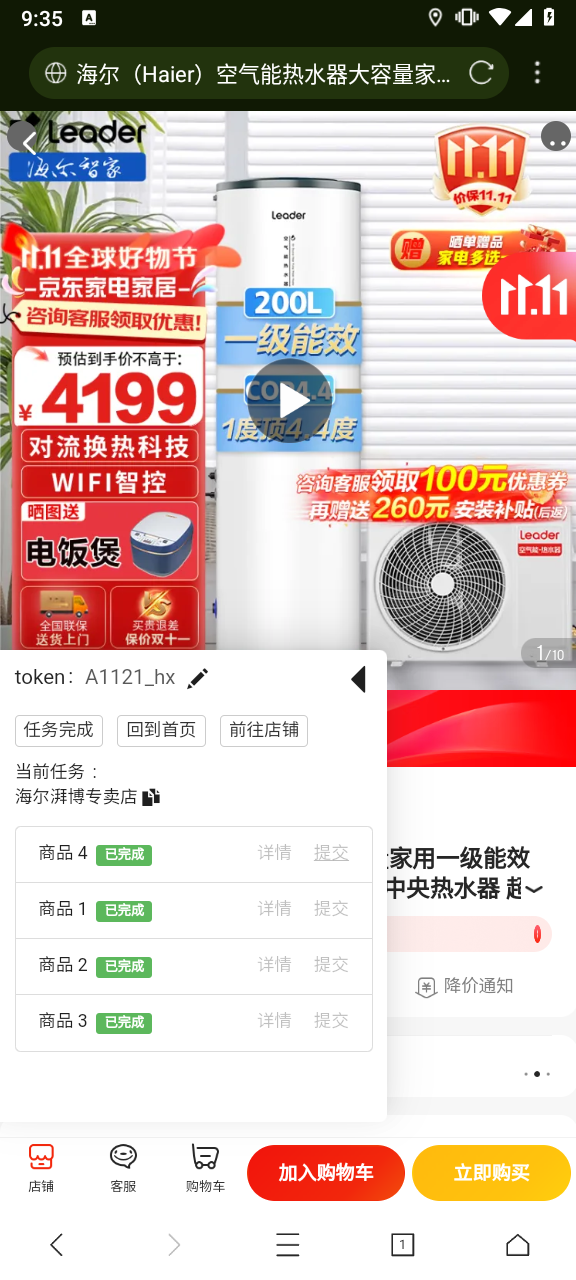 9:35
海尔（Haier）空气能热水器大容量家...
Leader
海尔智家
11.11
价保11.11
11.11全球好物节
京东家电家居
咨询客服领取优惠!
预估到手价不高于:
¥4199
对流换热科技
WIFI智控
晒图送
电饭煲
全国联保
送货上门
买贵退差
保价双十一
Leader
空气能热水器
200L
一级能效
COP4.4
1度顶4.4度
赠
晒单赠品
家电多选一
11.11
咨询客服领取100元优惠券
再赠送260元安装补贴(后返)
Leader
空气能·热水器
1/10
token: A1121_hx
任务完成
回到首页
前往店铺
当前任务：
海尔湃博专卖店
商品 4 已完成 详情 提交
商品 1 已完成 详情 提交
商品 2 已完成 详情 提交
商品 3 已完成 详情 提交
家用一级能效
中央热水器 超
降价通知
店铺
客服
购物车
加入购物车
立即购买
1